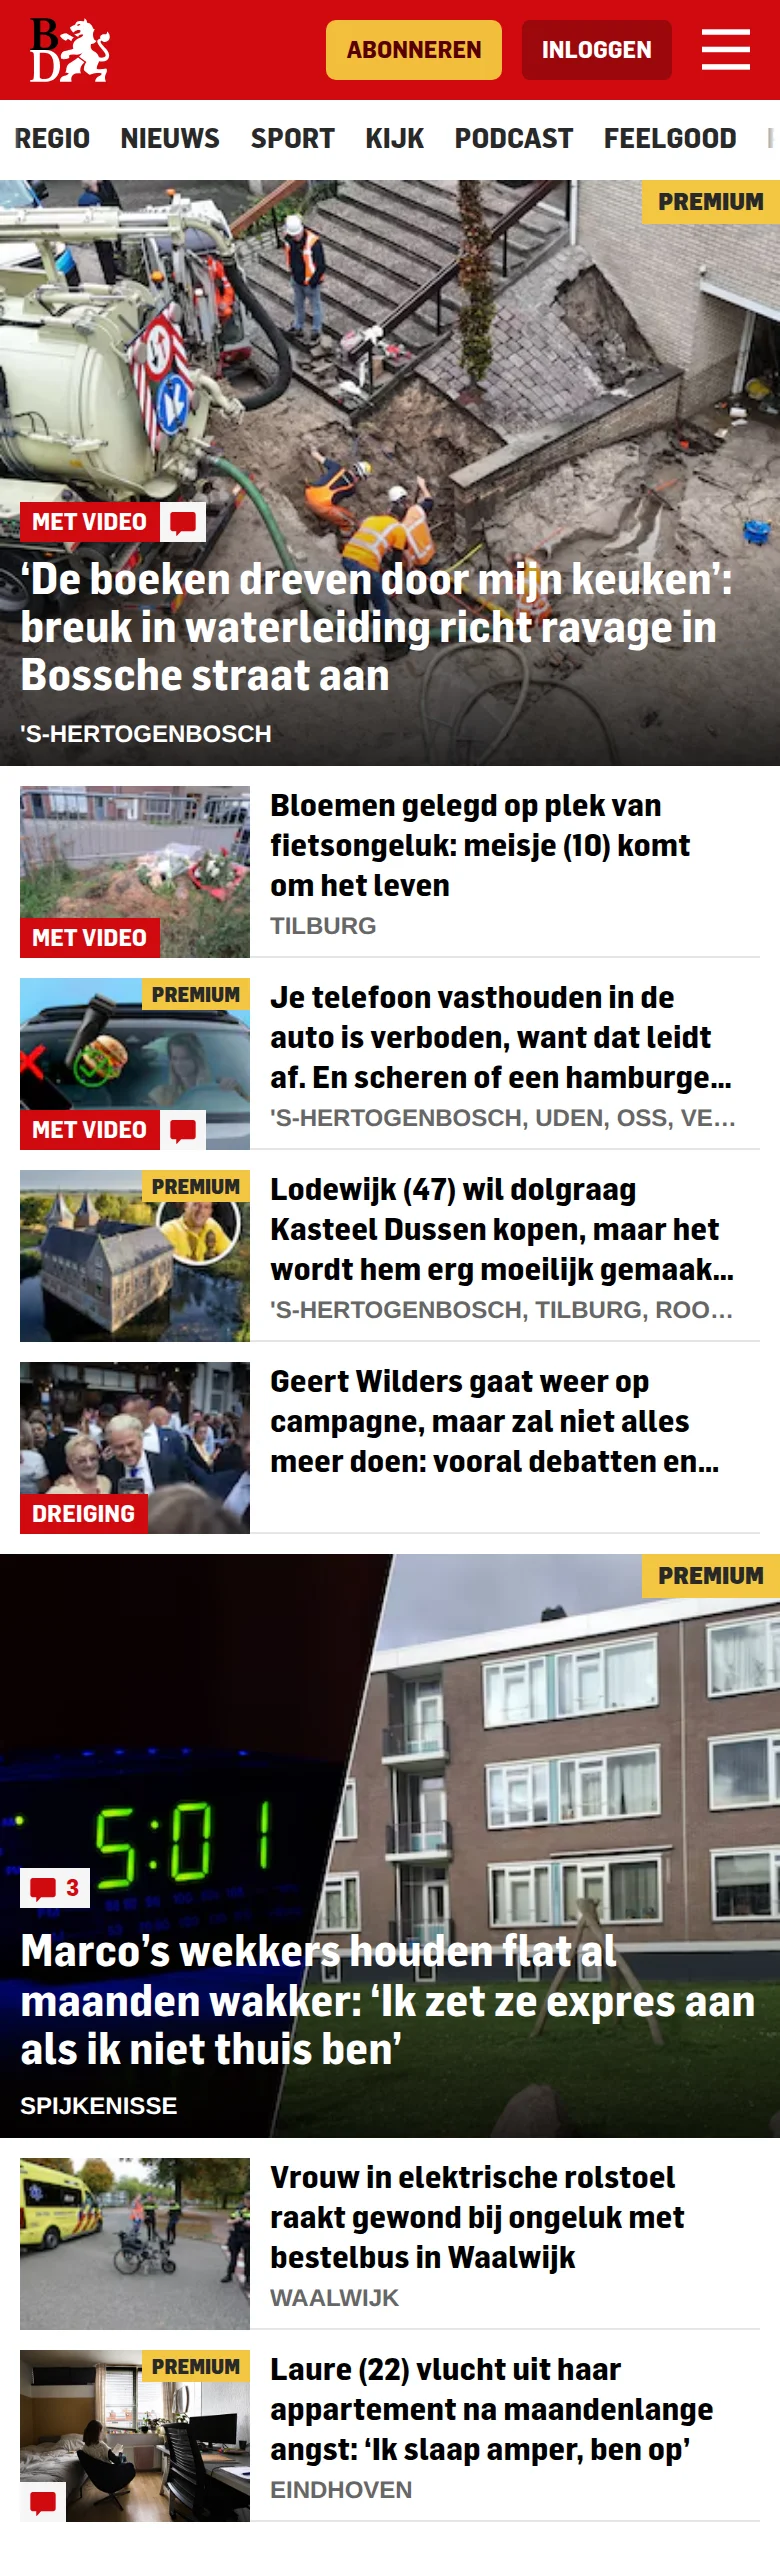 BD
ABONNEREN
INLOGGEN
REGIO NIEUWS SPORT KIJK PODCAST FEELGOOD
PREMIUM
MET VIDEO
‘De boeken dreven door mijn keuken’:
breuk in waterleiding richt ravage in
Bossche straat aan
'S-HERTOGENBOSCH
MET VIDEO
Bloemen gelegd op plek van
fietsongeluk: meisje (10) komt
om het leven
TILBURG
PREMIUM
MET VIDEO
Je telefoon vasthouden in de
auto is verboden, want dat leidt
af. En scheren of een hamburge...
'S-HERTOGENBOSCH, UDEN, OSS, VE...
PREMIUM
Lodewijk (47) wil dolgraag
Kasteel Dussen kopen, maar het
wordt hem erg moeilijk gemaak...
'S-HERTOGENBOSCH, TILBURG, ROO...
DREIGING
Geert Wilders gaat weer op
campagne, maar zal niet alles
meer doen: vooral debatten en...
PREMIUM
5:01
3
Marco’s wekkers houden flat al
maanden wakker: ‘Ik zet ze expres aan
als ik niet thuis ben’
SPIJKENISSE
Vrouw in elektrische rolstoel
raakt gewond bij ongeluk met
bestelbus in Waalwijk
WAALWIJK
PREMIUM
Laure (22) vlucht uit haar
appartement na maandenlange
angst: ‘Ik slaap amper, ben op’
EINDHOVEN